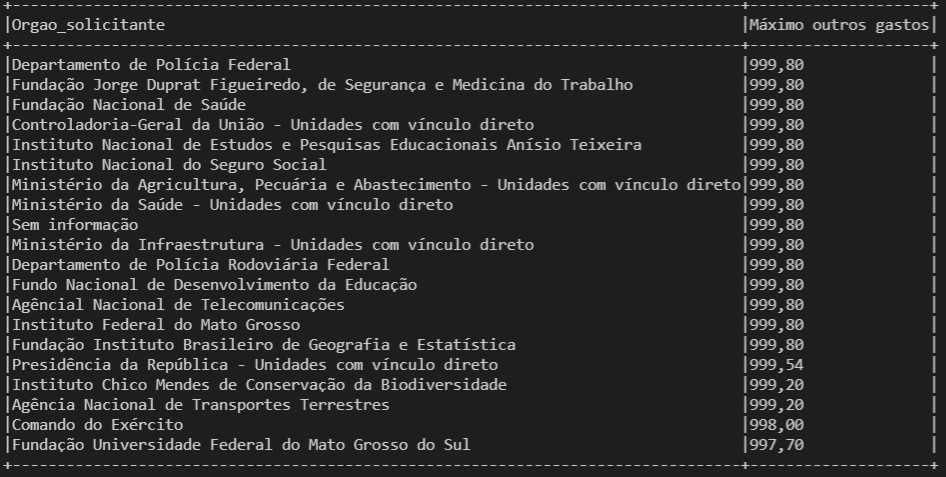 +---------------------------------------------------------------------------------+--------------------+
|Orgao_solicitante |Máximo outros gastos|
+---------------------------------------------------------------------------------+--------------------+
|Departamento de Polícia Federal |999,80 |
|Fundação Jorge Duprat Figueiredo, de Segurança e Medicina do Trabalho |999,80 |
|Fundação Nacional de Saúde |999,80 |
|Controladoria-Geral da União - Unidades com vínculo direto |999,80 |
|Instituto Nacional de Estudos e Pesquisas Educacionais Anísio Teixeira |999,80 |
|Instituto Nacional do Seguro Social |999,80 |
|Ministério da Agricultura, Pecuária e Abastecimento - Unidades com vínculo direto|999,80 |
|Ministério da Saúde - Unidades com vínculo direto |999,80 |
|Sem informação |999,80 |
|Ministério da Infraestrutura - Unidades com vínculo direto |999,80 |
|Departamento de Polícia Rodoviária Federal |999,80 |
|Fundo Nacional de Desenvolvimento da Educação |999,80 |
|Agêncial Nacional de Telecomunicações |999,80 |
|Instituto Federal do Mato Grosso |999,80 |
|Fundação Instituto Brasileiro de Geografia e Estatística |999,80 |
|Presidência da República - Unidades com vínculo direto |999,54 |
|Instituto Chico Mendes de Conservação da Biodiversidade |999,20 |
|Agência Nacional de Transportes Terrestres |999,20 |
|Comando do Exército |998,00 |
|Fundação Universidade Federal do Mato Grosso do Sul |997,70 |
+---------------------------------------------------------------------------------+--------------------+